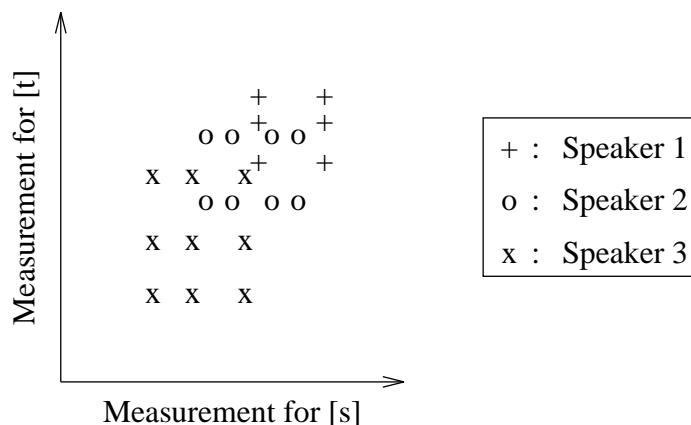 Measurement for [t]
+ : Speaker 1
o : Speaker 2
x : Speaker 3
Measurement for [s]